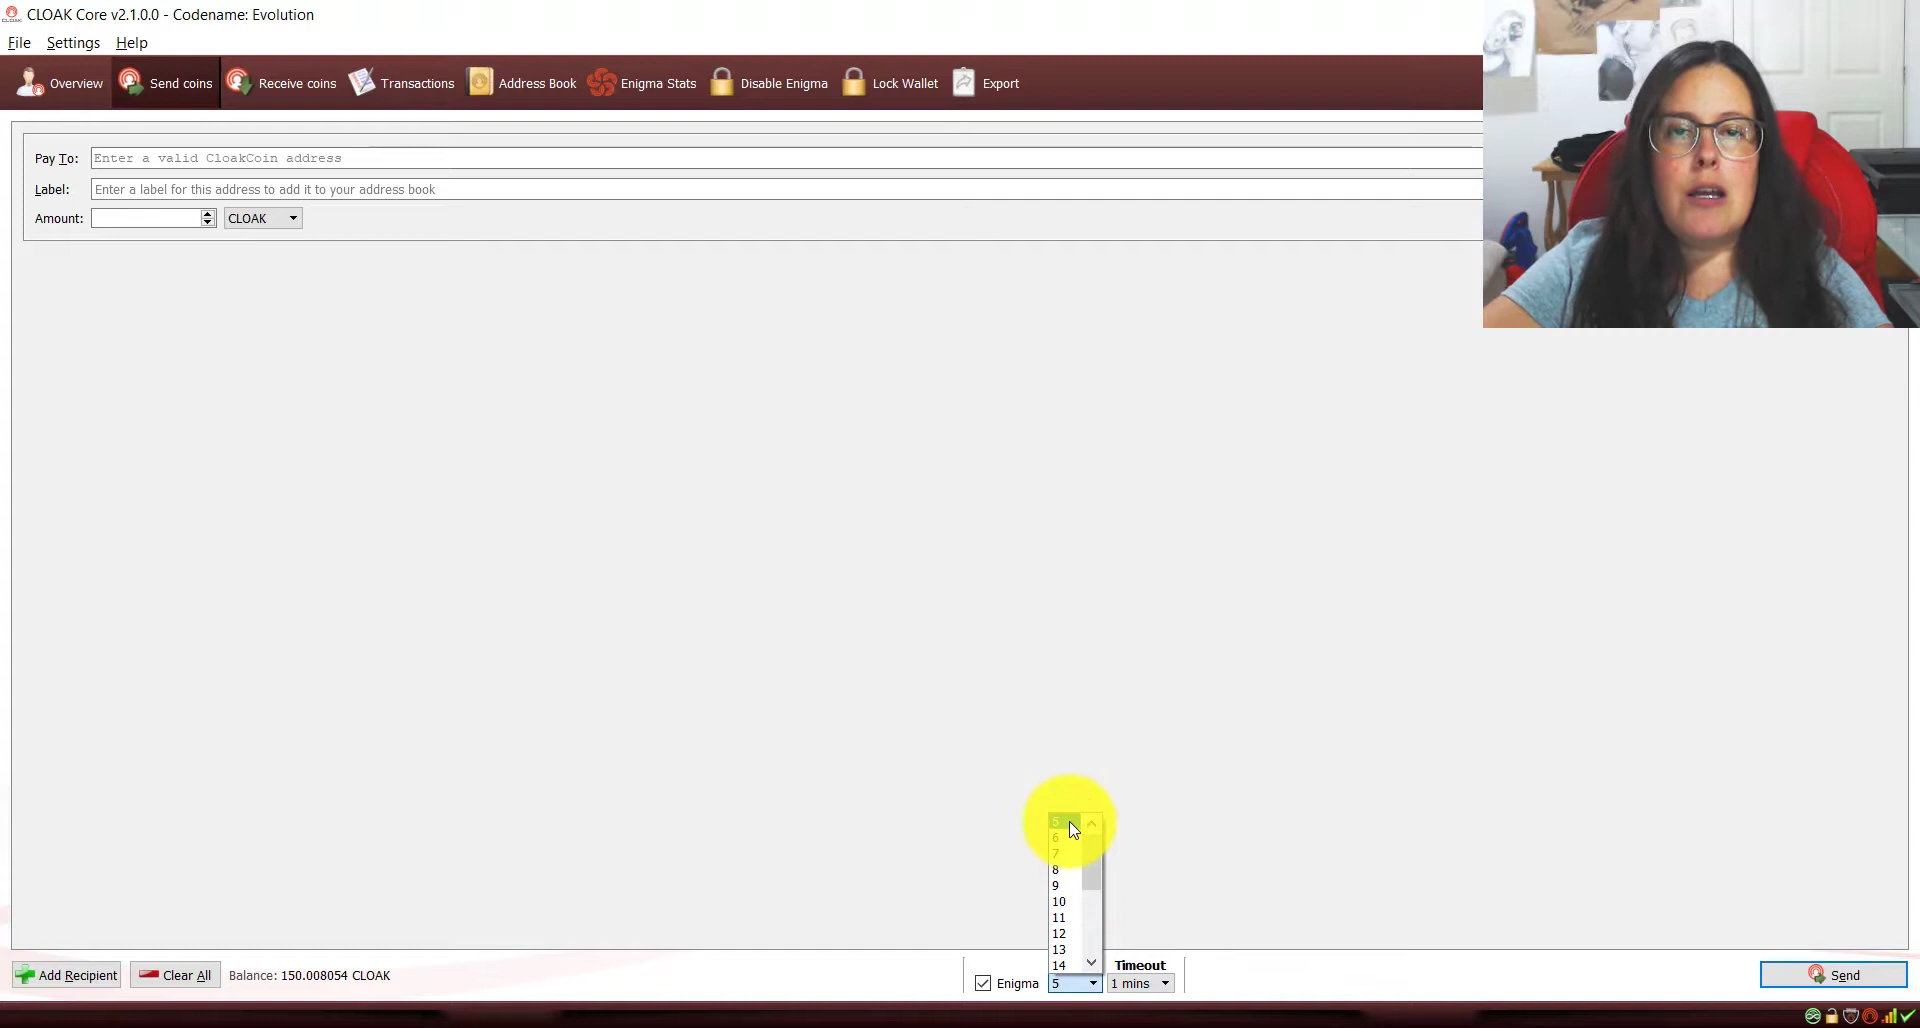 CLOAK Core v2.1.0.0 - Codename: Evolution
File Settings Help
Overview Send coins Receive coins Transactions Address Book Enigma Stats Disable Enigma Lock Wallet Export
Pay To: Enter a valid CloakCoin address
Label: Enter a label for this address to add it to your address book
Amount: CLOAK
5
6
7
8
9
10
11
12
13
14
Timeout
Add Recipient Clear All Balance: 150.008054 CLOAK Enigma 5 1 mins Send